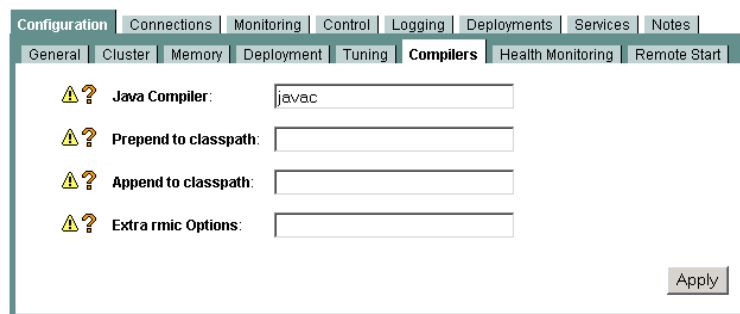 Configuration Connections Monitoring Control Logging Deployments Services Notes
General Cluster Memory Deployment Tuning Compilers Health Monitoring Remote Start
? Java Compiler: javac
? Prepend to classpath:
? Append to classpath:
? Extra rmic Options:
Apply